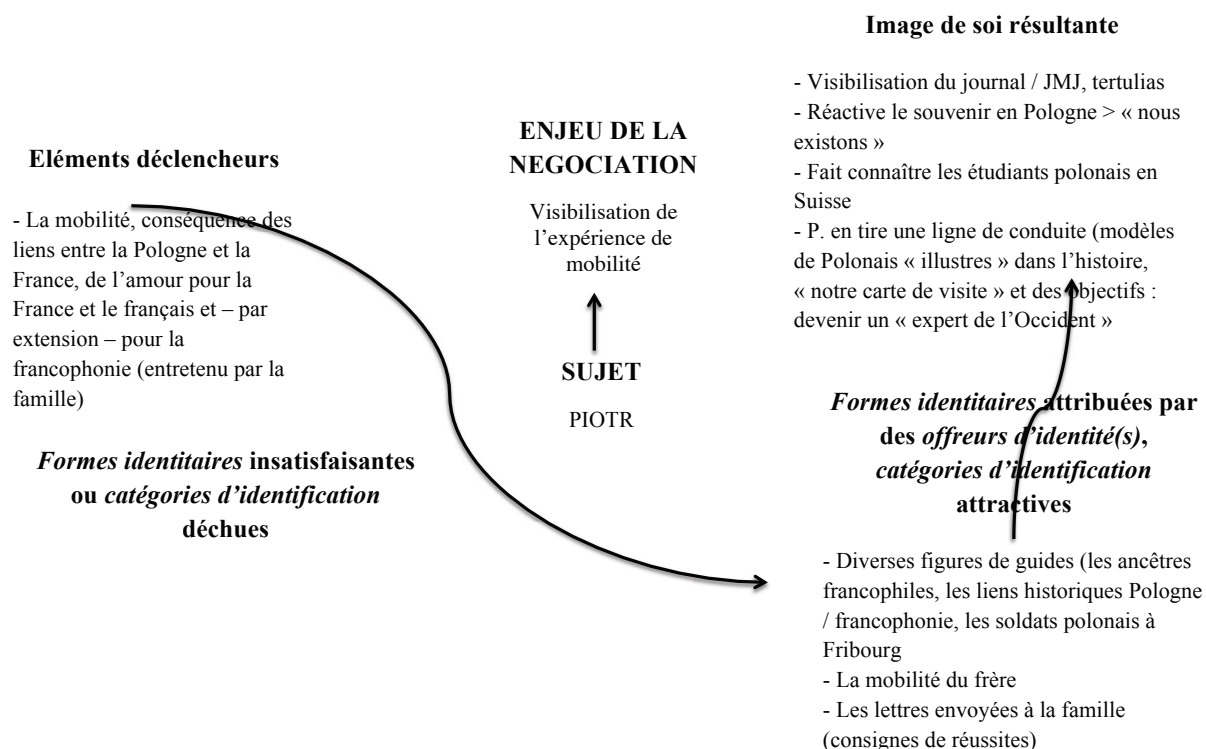 Eléments déclencheurs
- La mobilité, conséquence des
liens entre la Pologne et la
France, de l’amour pour la
France et le français et – par
extension – pour la
francophonie (entretenu par la
famille)
Formes identitaires insatisfaisantes
ou catégories d’identification
déchues
ENJEU DE LA
NEGOCIATION
Visibilisation de
l’expérience de
mobilité
SUJET
PIOTR
Image de soi résultante
- Visibilisation du journal / JMJ, tertulias
- Réactive le souvenir en Pologne > « nous
existons »
- Fait connaître les étudiants polonais en
Suisse
- P. en tire une ligne de conduite (modèles
de Polonais « illustres » dans l’histoire,
« notre carte de visite » et des objectifs :
devenir un « expert de l’Occident »
Formes identitaires attribuées par
des offreurs d’identité(s),
catégories d’identification
attractives
- Diverses figures de guides (les ancêtres
francophiles, les liens historiques Pologne
/ francophonie, les soldats polonais à
Fribourg
- La mobilité du frère
- Les lettres envoyées à la famille
(consignes de réussites)